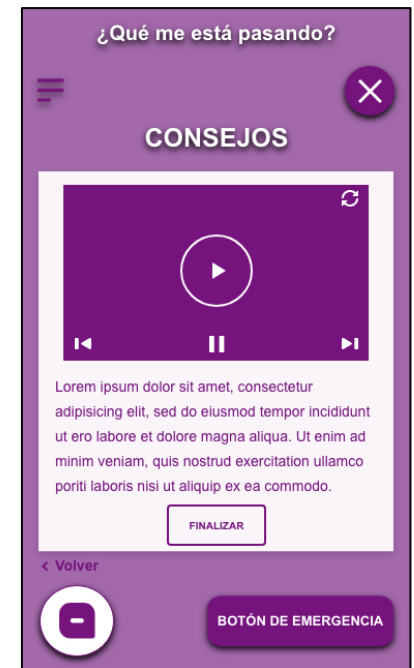 ¿Qué me está pasando?
CONSEJOS
Lorem ipsum dolor sit amet, consectetur
adipisicing elit, sed do eiusmod tempor incididunt
ut ero labore et dolore magna aliqua. Ut enim ad
minim veniam, quis nostrud exercitation ullamco
poriti laboris nisi ut aliquip ex ea commodo.
FINALIZAR
< Volver
BOTÓN DE EMERGENCIA